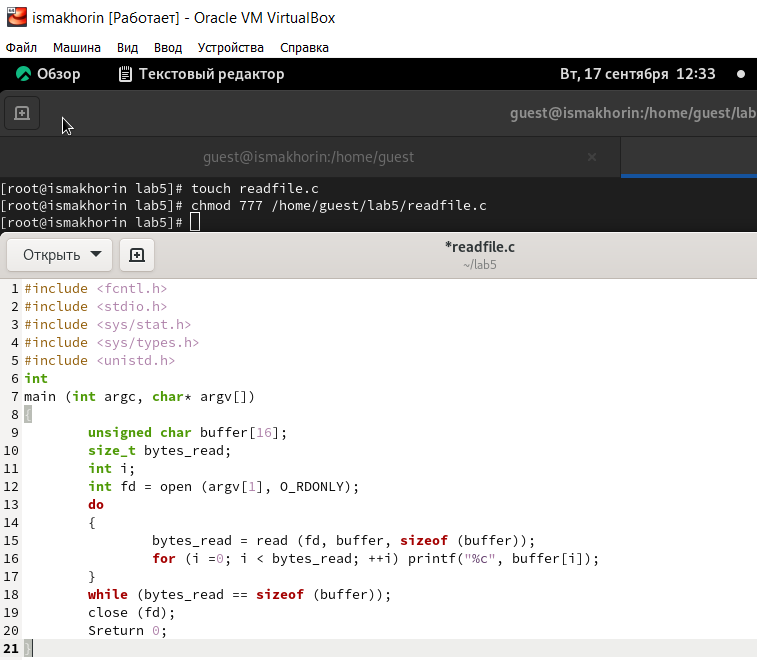 ismakhorin [Работает] - Oracle VM VirtualBox
Файл Машина Вид Ввод Устройства Справка
Обзор Текстовый редактор Вт, 17 сентября 12:33
guest@ismakhorin:/home/guest/lab
guest@ismakhorin:/home/guest ×
[root@ismakhorin lab5]# touch readfile.c
[root@ismakhorin lab5]# chmod 777 /home/guest/lab5/readfile.c
[root@ismakhorin lab5]#
Открыть *readfile.c
~/lab5
1 #include <fcntl.h>
2 #include <stdio.h>
3 #include <sys/stat.h>
4 #include <sys/types.h>
5 #include <unistd.h>
6 int
7 main (int argc, char* argv[])
8 {
9 unsigned char buffer[16];
10 size_t bytes_read;
11 int i;
12 int fd = open (argv[1], O_RDONLY);
13 do
14 {
15 bytes_read = read (fd, buffer, sizeof (buffer));
16 for (i =0; i < bytes_read; ++i) printf("%c", buffer[i]);
17 }
18 while (bytes_read == sizeof (buffer));
19 close (fd);
20 Sreturn 0;
21 }